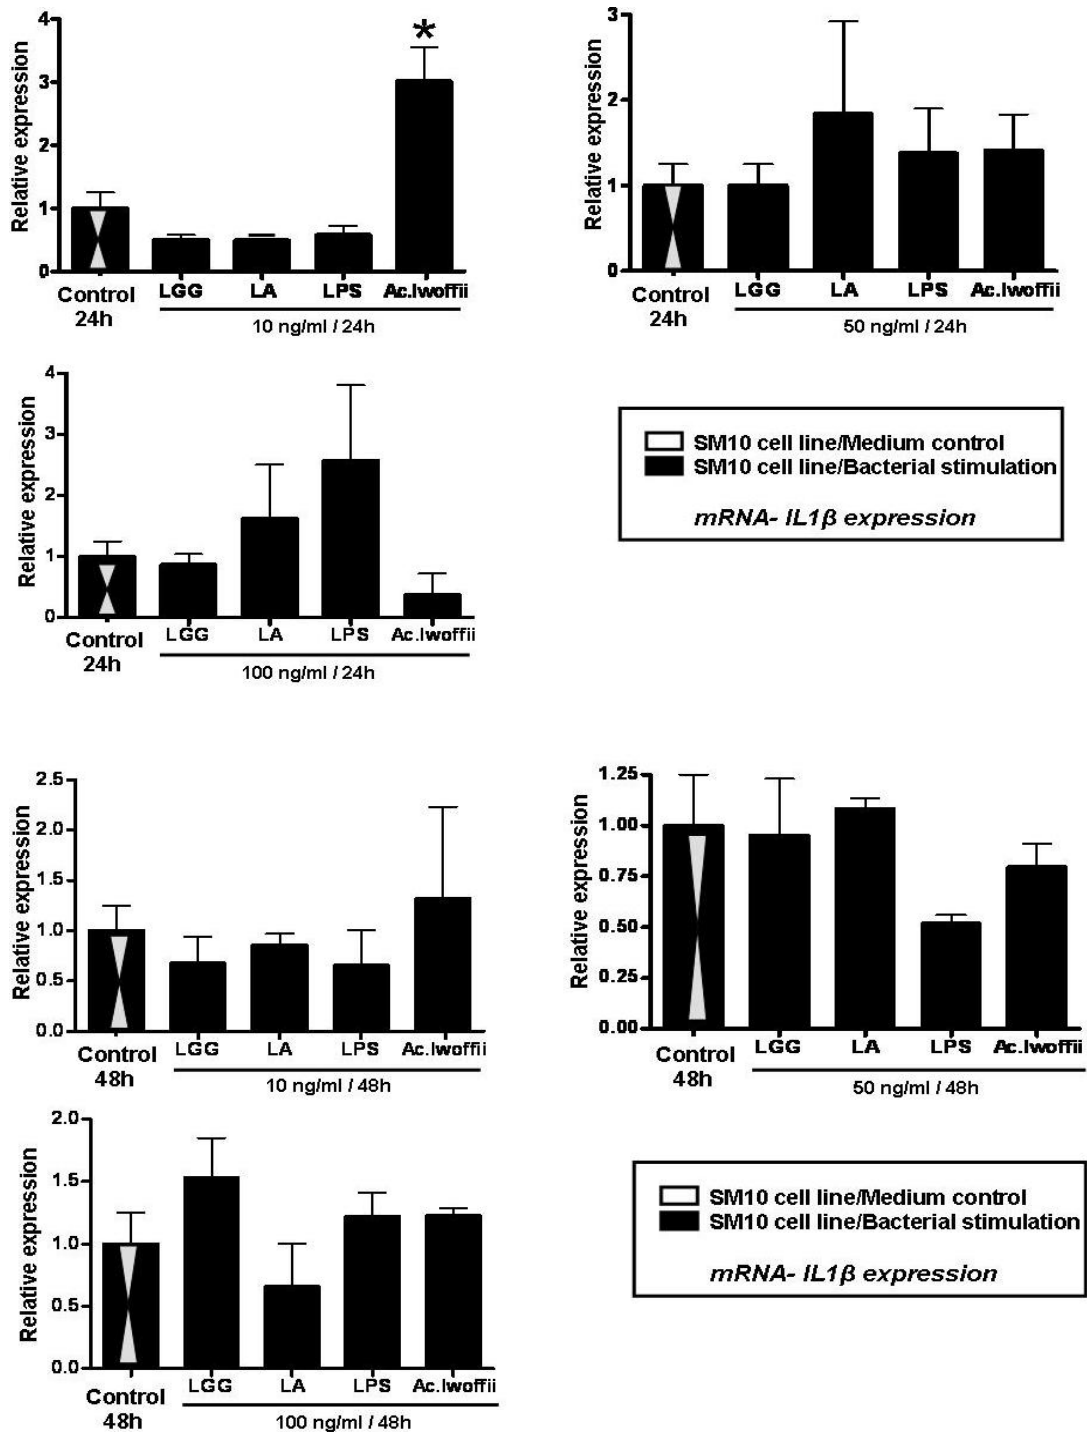 Relative expression
4
3
2
1
0
*
Control
24h
LGG LA LPS Ac.lwoffii
10 ng/ml / 24h
Relative expression
3
2
1
0
Control
24h
LGG LA LPS Ac.lwoffii
50 ng/ml / 24h
Relative expression
4
3
2
1
0
Control
24h
LGG LA LPS Ac.lwoffii
100 ng/ml / 24h
SM10 cell line/Medium control
SM10 cell line/Bacterial stimulation
mRNA- IL1β expression
Relative expression
2.5
2.0
1.5
1.0
0.5
0.0
Control
48h
LGG LA LPS Ac.lwoffii
10 ng/ml / 48h
Relative expression
1.25
1.00
0.75
0.50
0.25
0.00
Control
48h
LGG LA LPS Ac.lwoffii
50 ng/ml / 48h
Relative expression
2.0
1.5
1.0
0.5
0.0
Control
48h
LGG LA LPS Ac.lwoffii
100 ng/ml / 48h
SM10 cell line/Medium control
SM10 cell line/Bacterial stimulation
mRNA- IL1β expression